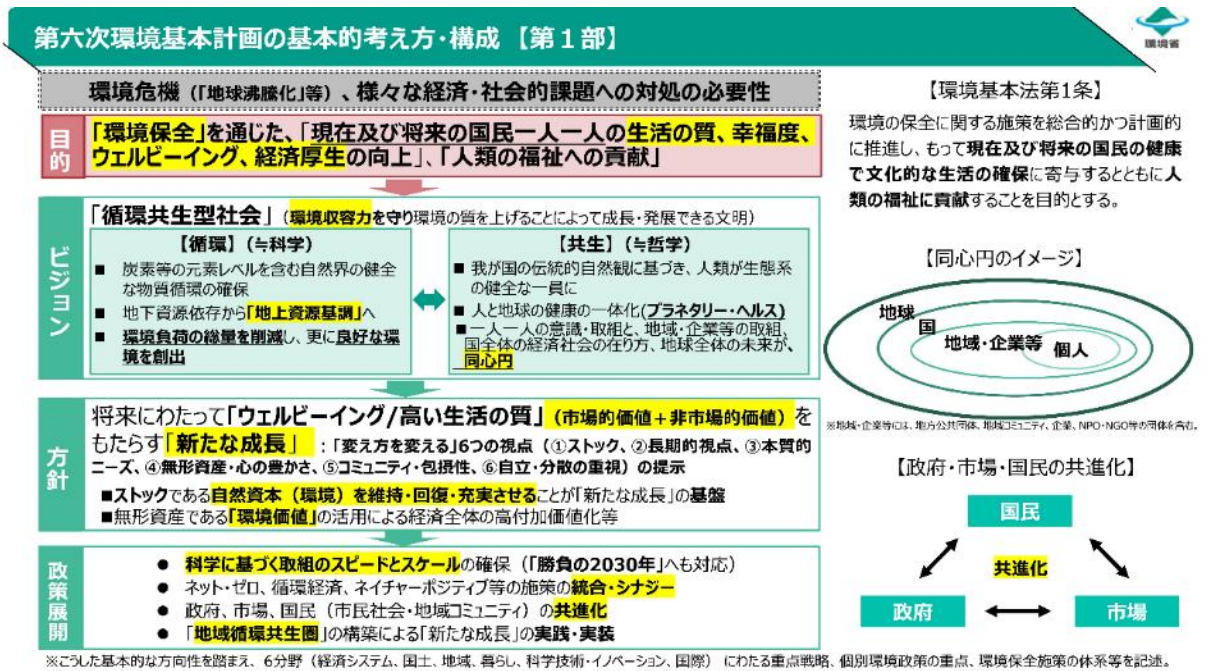 第六次環境基本計画の基本的考え方・構成 【第1部】
環境省
環境危機(「地球沸騰化」等)、様々な経済・社会的課題への対処の必要性
目的
「環境保全」を通じた、「現在及び将来の国民一人一人の生活の質、幸福度、
ウェルビーイング、経済厚生の向上」、「人類の福祉への貢献」
ビジョン
「循環共生型社会」(環境収容力を守り環境の質を上げることによって成長・発展できる文明)
【循環】(≒科学)
■ 炭素等の元素レベルを含む自然界の健全
な物質循環の確保
■ 地下資源依存から「地上資源基調」へ
■ 環境負荷の総量を削減し、更に良好な環
境を創出
【共生】(≒哲学)
■ 我が国の伝統的自然観に基づき、人類が生態系
の健全な一員に
■ 人と地球の健康の一体化(プラネタリー・ヘルス)
■一人一人の意識・取組と、地域・企業等の取組、
国全体の経済社会の在り方、地球全体の未来が、
同心円
方針
将来にわたって「ウェルビーイング/高い生活の質」(市場的価値+非市場的価値)を
もたらす「新たな成長」:「変え方を変える」6つの視点(①ストック、②長期的視点、③本質的
ニーズ、④無形資産・心の豊かさ、⑤コミュニティ・包摂性、⑥自立・分散の重視)の提示
■ストックである自然資本(環境)を維持・回復・充実させることが「新たな成長」の基盤
■無形資産である「環境価値」の活用による経済全体の高付加価値化等
政策展開
● 科学に基づく取組のスピードとスケールの確保(「勝負の2030年」へも対応)
● ネット・ゼロ、循環経済、ネイチャーポジティブ等の施策の統合・シナジー
● 政府、市場、国民(市民社会・地域コミュニティ)の共進化
● 「地域循環共生圏」の構築による「新たな成長」の実践・実装
【環境基本法第1条】
環境の保全に関する施策を総合的かつ計画的
に推進し、もって現在及び将来の国民の健康
で文化的な生活の確保に寄与するとともに人
類の福祉に貢献することを目的とする。
【同心円のイメージ】
地球
国
地域・企業等
個人
※地域・企業等には、地方公共団体、地域コミュニティ、企業、NPO・NGO等の団体を含む。
【政府・市場・国民の共進化】
国民
共進化
政府
市場
※こうした基本的な方向性を踏まえ、6分野(経済システム、国土、地域、暮らし、科学技術・イノベーション、国際)にわたる重点戦略、個別環境政策の重点、環境保全施策の体系等を記述。